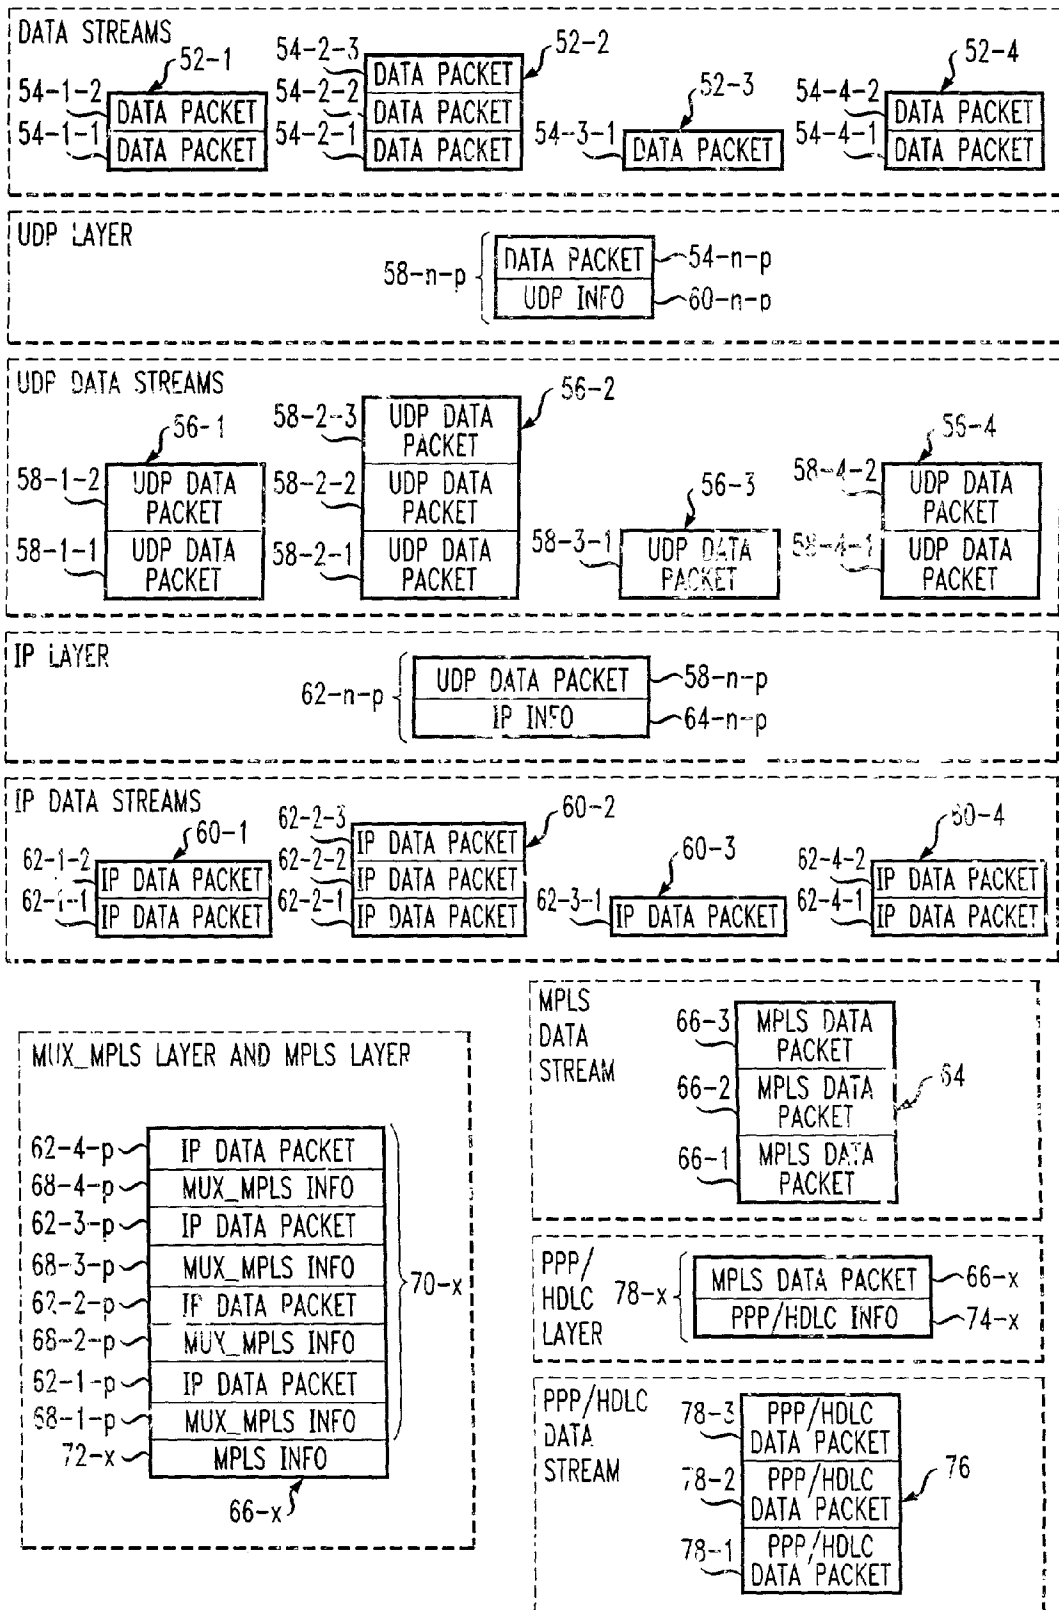 DATA STREAMS
52-1
54-1-2 DATA PACKET
54-1-1 DATA PACKET
52-2
54-2-3 DATA PACKET
54-2-2 DATA PACKET
54-2-1 DATA PACKET
52-3
54-3-1 DATA PACKET
52-4
54-4-2 DATA PACKET
54-4-1 DATA PACKET
UDP LAYER
58-n-p
DATA PACKET 54-n-p
UDP INFO 60-n-p
UDP DATA STREAMS
56-1
58-1-2 UDP DATA
PACKET
58-1-1 UDP DATA
PACKET
56-2
58-2-3 UDP DATA
PACKET
58-2-2 UDP DATA
PACKET
58-2-1 UDP DATA
PACKET
56-3
58-3-1 UDP DATA
PACKET
56-4
58-4-2 UDP DATA
PACKET
58-4-1 UDP DATA
PACKET
IP LAYER
62-n-p
UDP DATA PACKET 58-n-p
IP INFO 64-n-p
IP DATA STREAMS
60-1
62-1-2 IP DATA PACKET
62-1-1 IP DATA PACKET
60-2
62-2-3 IP DATA PACKET
62-2-2 IP DATA PACKET
62-2-1 IP DATA PACKET
60-3
62-3-1 IP DATA PACKET
60-4
62-4-2 IP DATA PACKET
62-4-1 IP DATA PACKET
MUX_MPLS LAYER AND MPLS LAYER
62-4-p IP DATA PACKET
68-4-p MUX_MPLS INFO
62-3-p IP DATA PACKET
68-3-p MUX_MPLS INFO
62-2-p IP DATA PACKET
68-2-p MUX_MPLS INFO
62-1-p IP DATA PACKET
68-1-p MUX_MPLS INFO
72-x MPLS INFO
70-x
66-x
MPLS
DATA
STREAM
66-3 MPLS DATA
PACKET
66-2 MPLS DATA
PACKET
66-1 MPLS DATA
PACKET
64
PPP/
HDLC
LAYER
78-x
MPLS DATA PACKET 66-x
PPP/HDLC INFO 74-x
PPP/HDLC
DATA
STREAM
78-3 PPP/HDLC
DATA PACKET
78-2 PPP/HDLC
DATA PACKET
78-1 PPP/HDLC
DATA PACKET
76